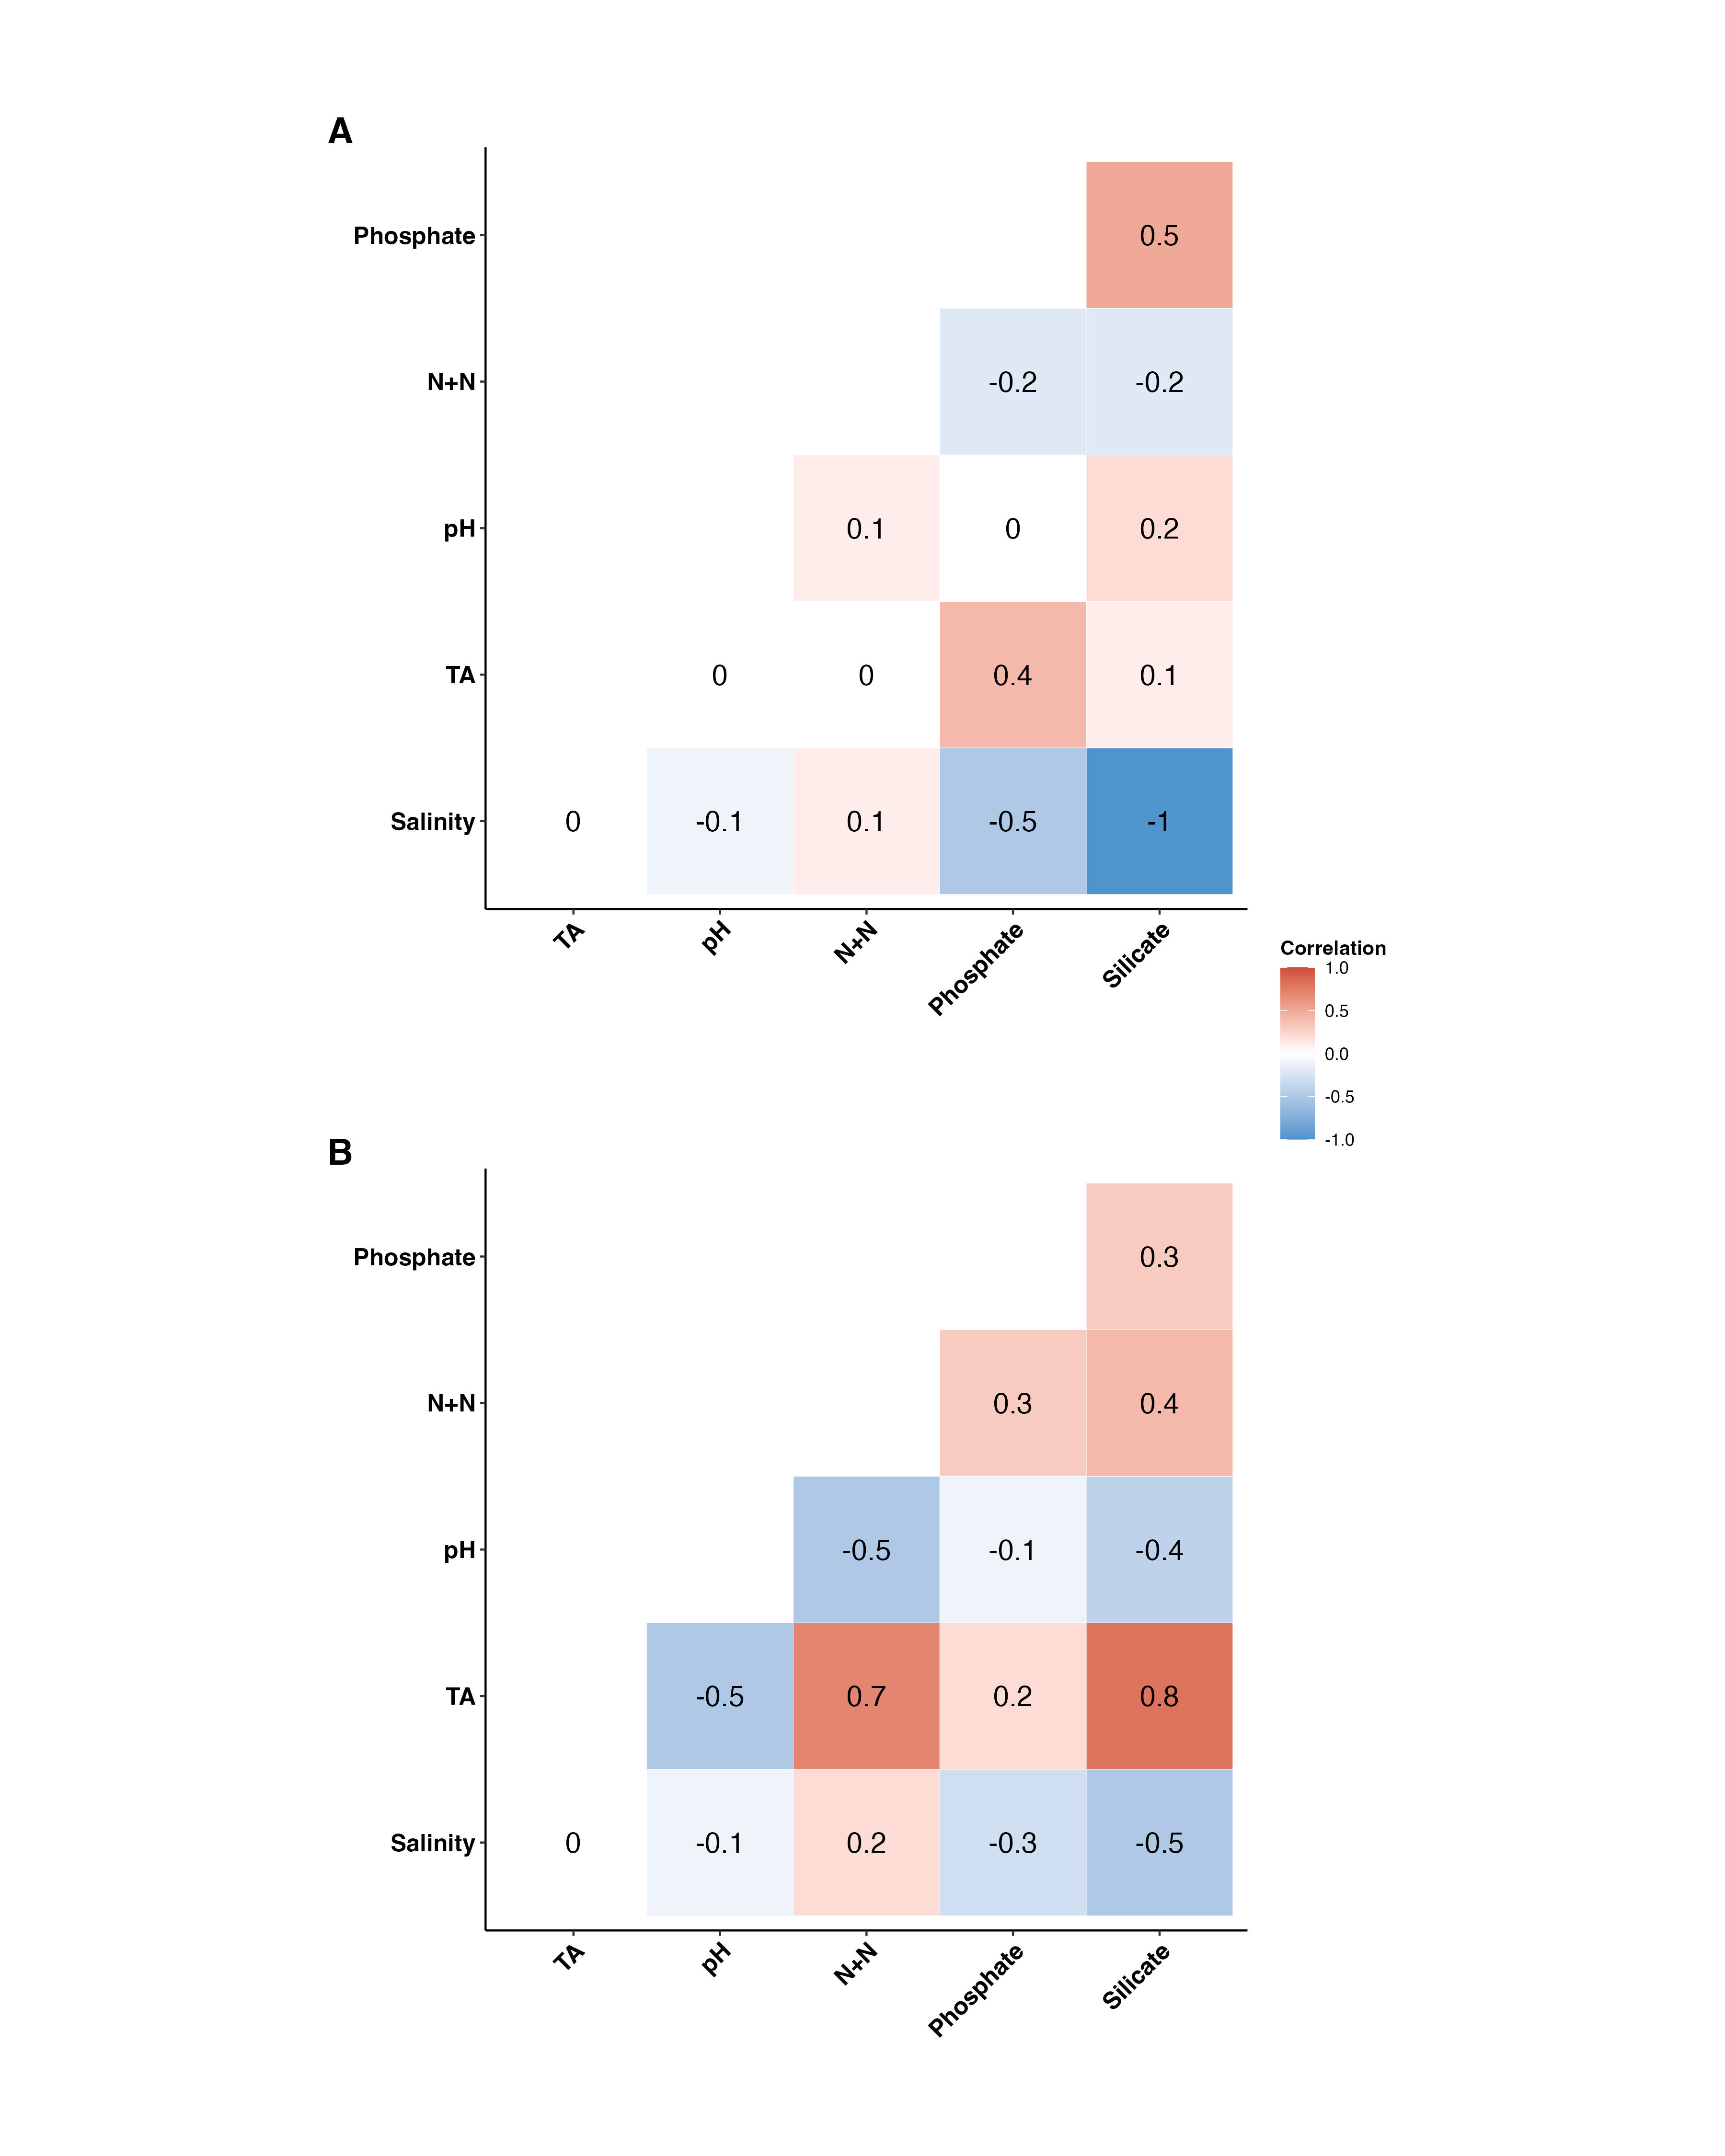 A
Phosphate 0.5
N+N -0.2 -0.2
pH 0.1 0 0.2
TA 0 0 0.4 0.1
Salinity 0 -0.1 0.1 -0.5 -1
TA pH N+N Phosphate Silicate
Correlation
1.0
0.5
0.0
-0.5
-1.0
B
Phosphate 0.3
N+N 0.3 0.4
pH -0.5 -0.1 -0.4
TA -0.5 0.7 0.2 0.8
Salinity 0 -0.1 0.2 -0.3 -0.5
TA pH N+N Phosphate Silicate